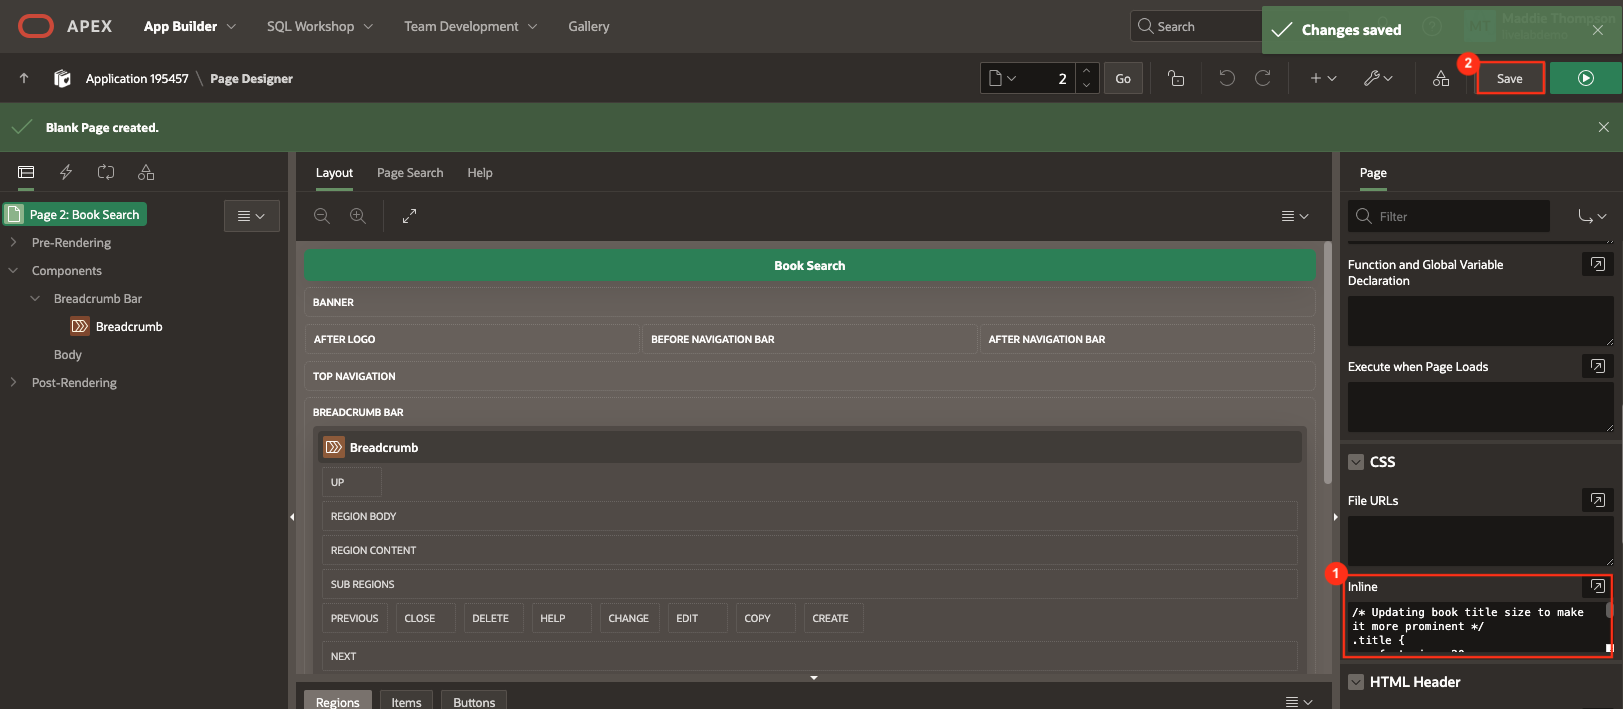 APEX
App Builder
SQL Workshop
Team Development
Gallery
Search
Changes saved
MT
Maddie Thompson
Application 195457 \ Page Designer
2
Go
2
Save
Blank Page created.
Page 2: Book Search
Pre-Rendering
Components
Breadcrumb Bar
Breadcrumb
Body
Post-Rendering
Layout
Page Search
Help
Book Search
BANNER
AFTER LOGO
BEFORE NAVIGATION BAR
AFTER NAVIGATION BAR
TOP NAVIGATION
BREADCRUMB BAR
Breadcrumb
UP
REGION BODY
REGION CONTENT
SUB REGIONS
PREVIOUS
CLOSE
DELETE
HELP
CHANGE
EDIT
COPY
CREATE
NEXT
Regions
Items
Buttons
Page
Filter
Function and Global Variable
Declaration
Execute when Page Loads
CSS
File URLs
1
Inline
/* Updating book title size to make
it more prominent */
.title {
HTML Header